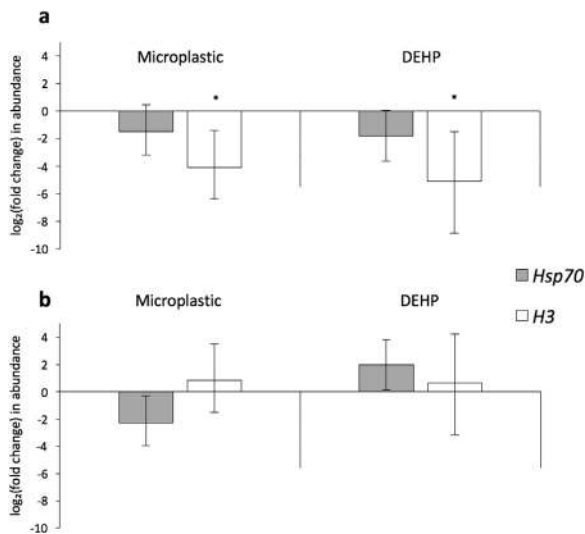 a
Microplastic DEHP
4
2
0
-2
-4
-6
-8
-10
log₂(fold change) in abundance
* *
Hsp70
H3
b
Microplastic DEHP
4
2
0
-2
-4
-6
-8
-10
log₂(fold change) in abundance